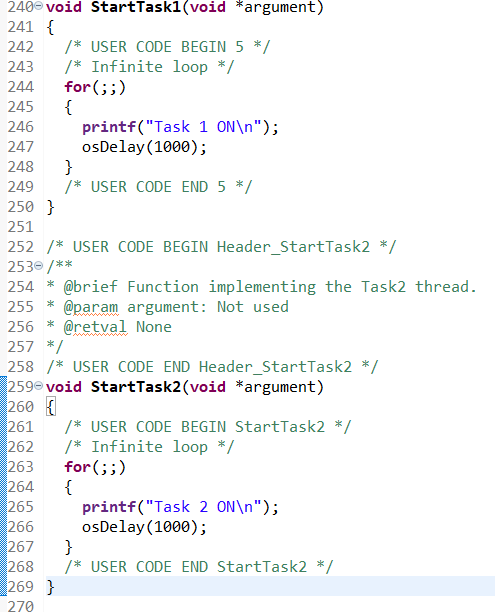 240 void StartTask1(void *argument)
241 {
242 /* USER CODE BEGIN 5 */
243 /* Infinite loop */
244 for(;;)
245 {
246 printf("Task 1 ON\n");
247 osDelay(1000);
248 }
249 /* USER CODE END 5 */
250 }
251
252 /* USER CODE BEGIN Header_StartTask2 */
253 /**
254 * @brief Function implementing the Task2 thread.
255 * @param argument: Not used
256 * @retval None
257 */
258 /* USER CODE END Header_StartTask2 */
259 void StartTask2(void *argument)
260 {
261 /* USER CODE BEGIN StartTask2 */
262 /* Infinite loop */
263 for(;;)
264 {
265 printf("Task 2 ON\n");
266 osDelay(1000);
267 }
268 /* USER CODE END StartTask2 */
269 }
270